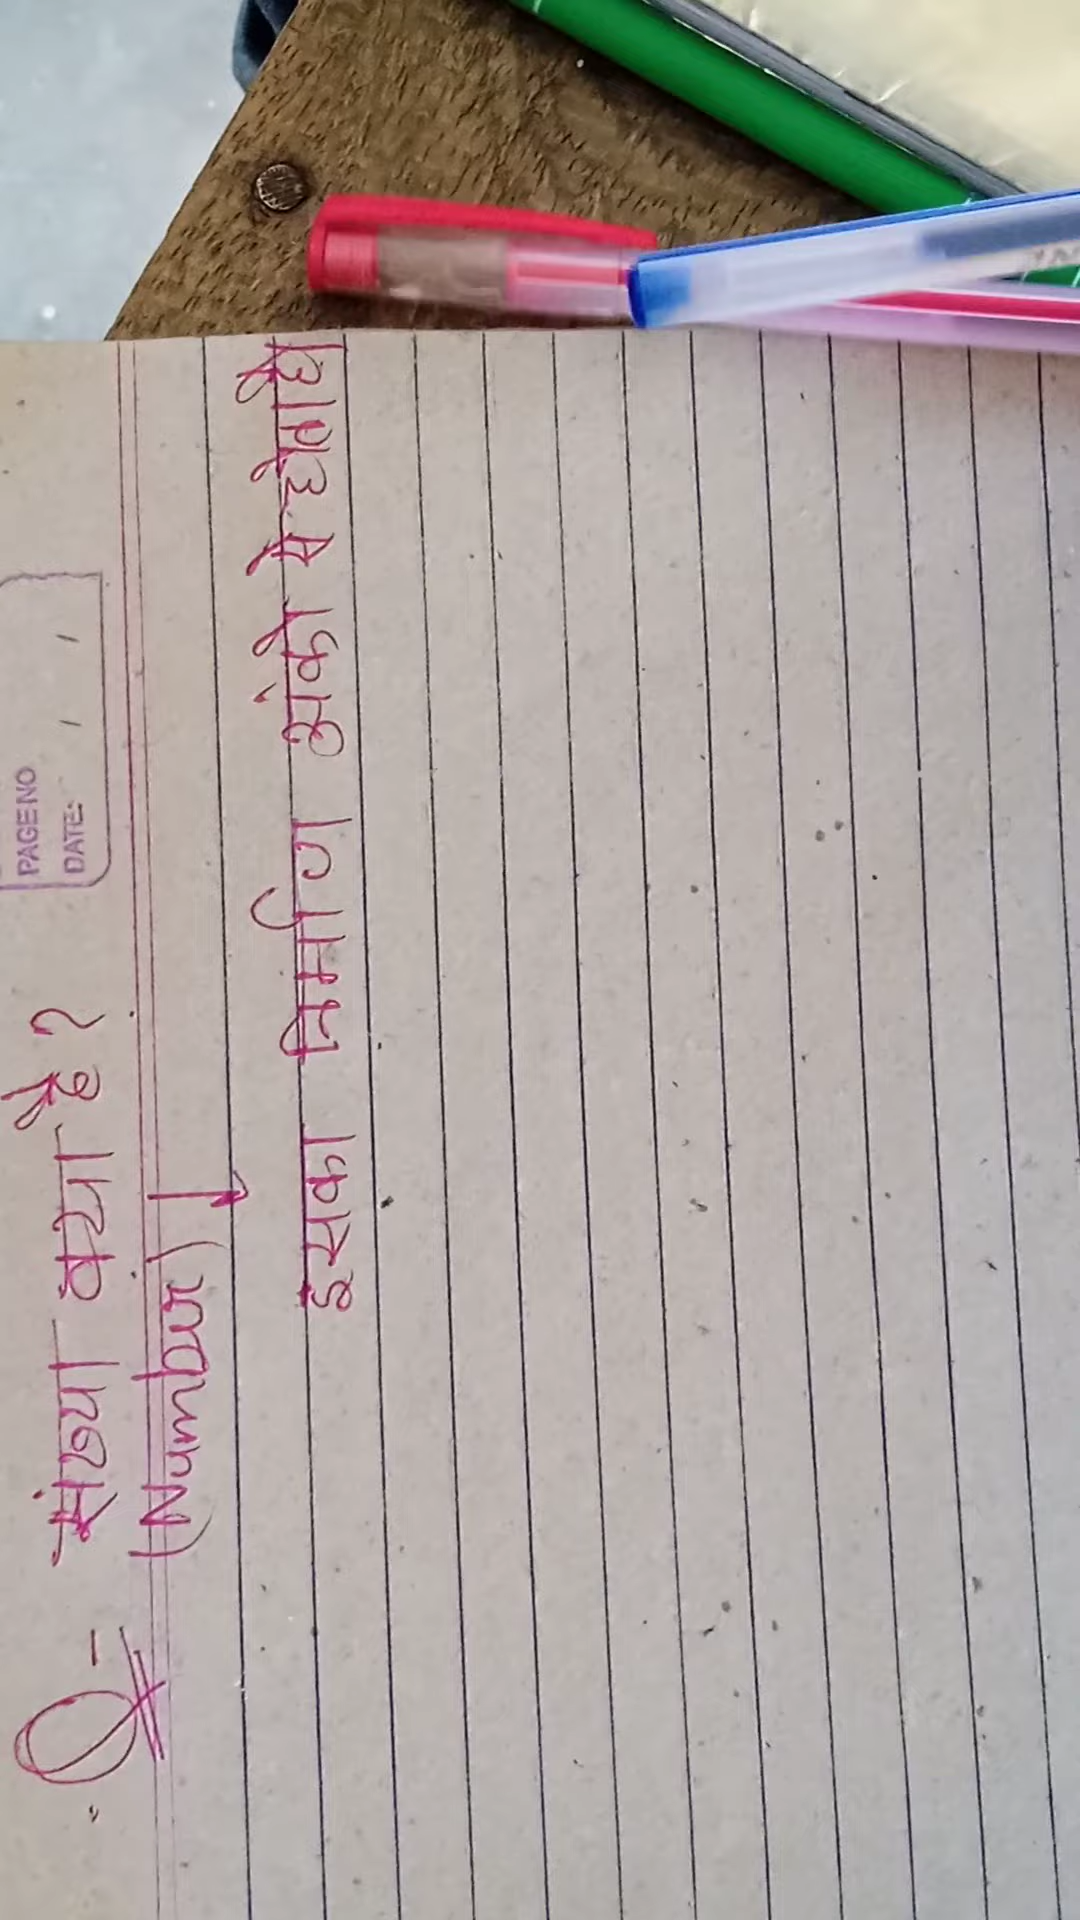 PAGE NO
DATE: / /
Q - संख्या क्या है ?
(Number)
इसका निर्माण अंको से हुआ है।